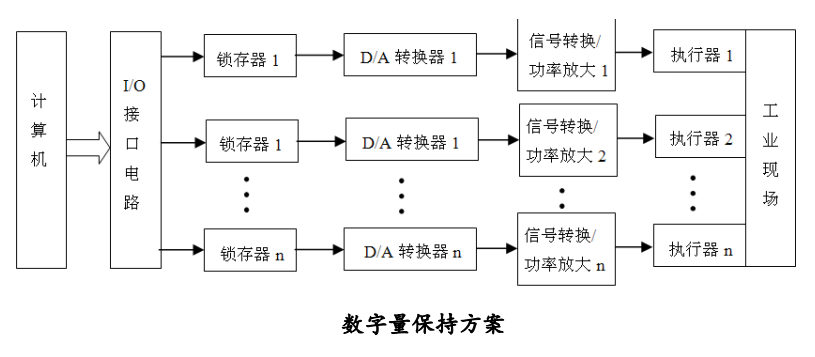 计算机
I/O接口电路
锁存器 1
D/A 转换器 1
信号转换/
功率放大 1
执行器 1
锁存器 1
D/A 转换器 1
信号转换/
功率放大 2
执行器 2
锁存器 n
D/A 转换器 n
信号转换/
功率放大 n
执行器 n
工业现场
数字量保持方案